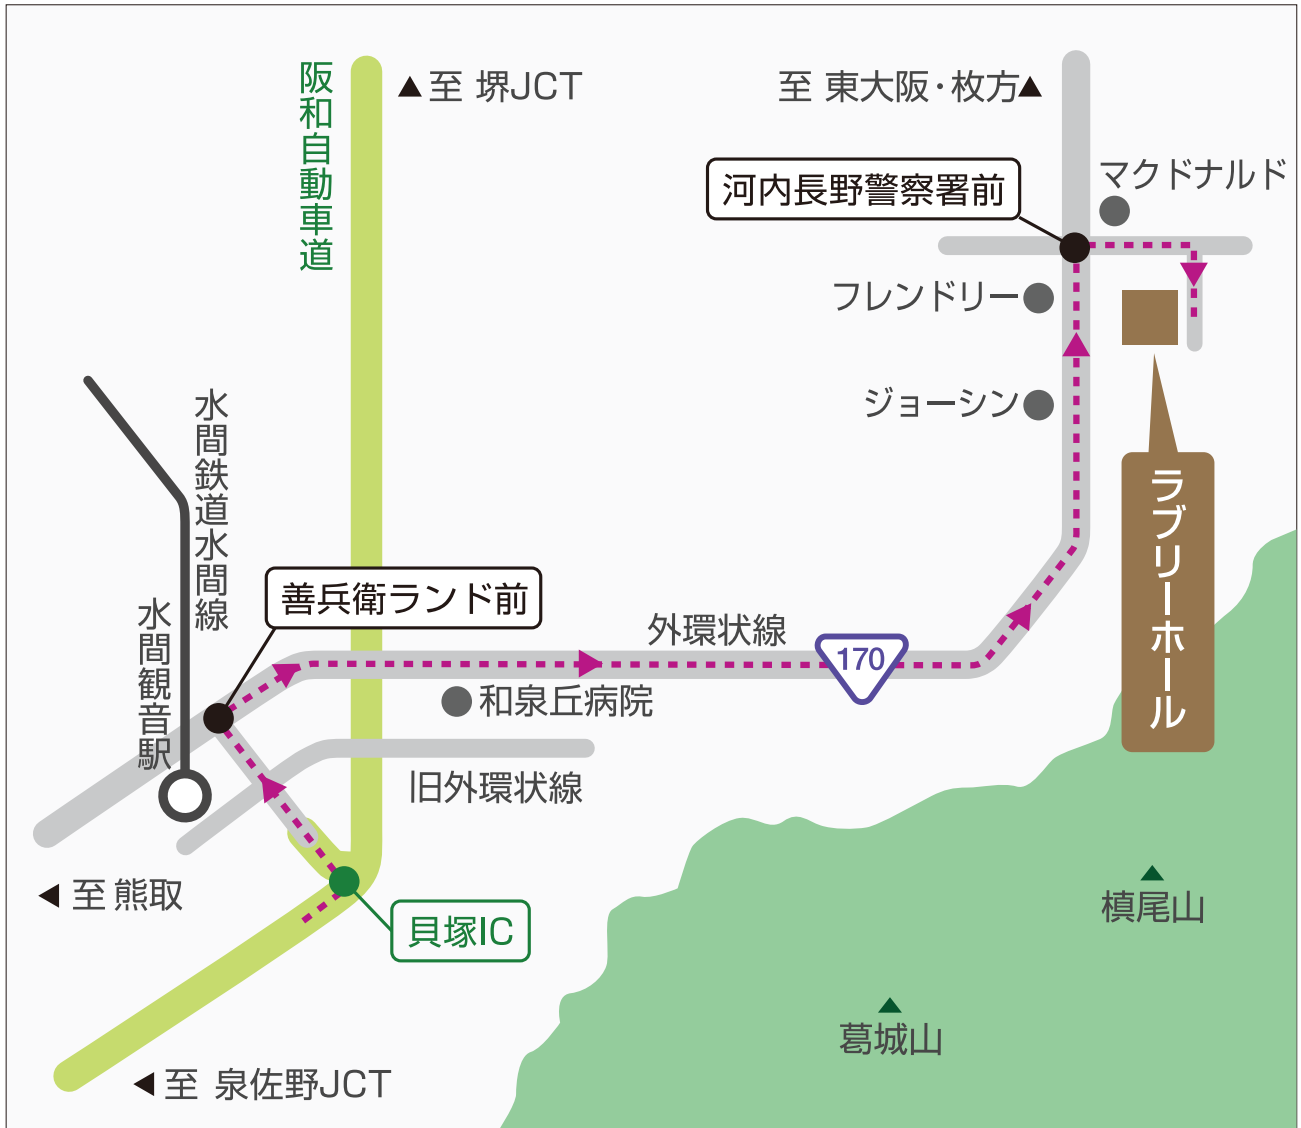 阪和自動車道
至 堺JCT
至 東大阪・枚方
河内長野警察署前
マクドナルド
フレンドリー
ジョーシン
ラブリーホール
水間鉄道水間線
水間観音駅
善兵衛ランド前
外環状線
170
和泉丘病院
旧外環状線
至 熊取
貝塚IC
至 泉佐野JCT
槙尾山
葛城山